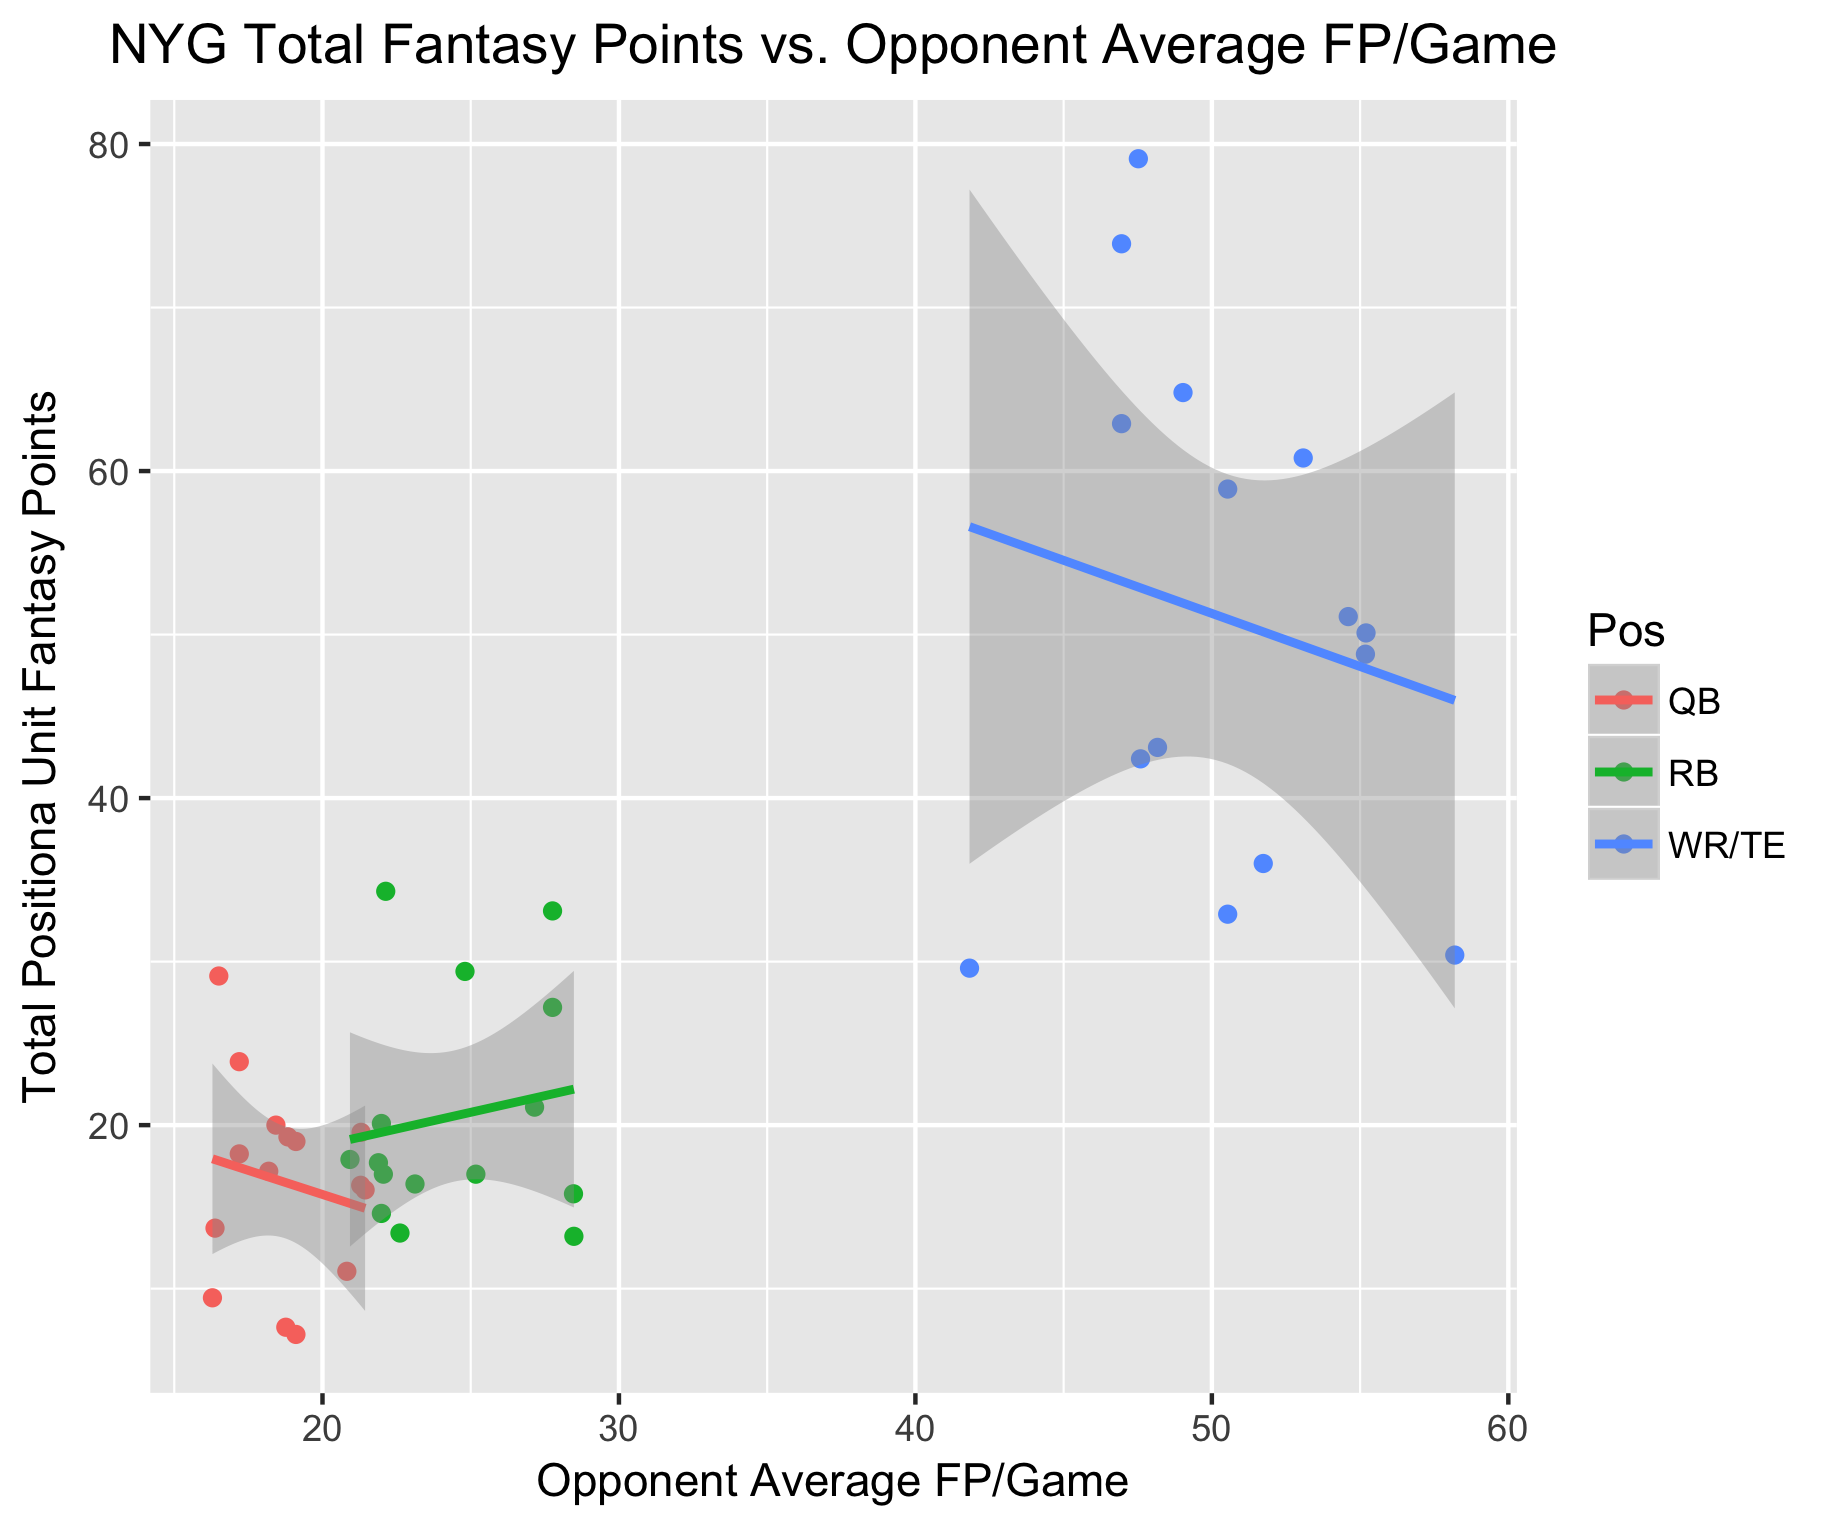 NYG Total Fantasy Points vs. Opponent Average FP/Game
Total Positiona Unit Fantasy Points
80
60
40
20
20 30 40 50 60
Opponent Average FP/Game
Pos
QB
RB
WR/TE